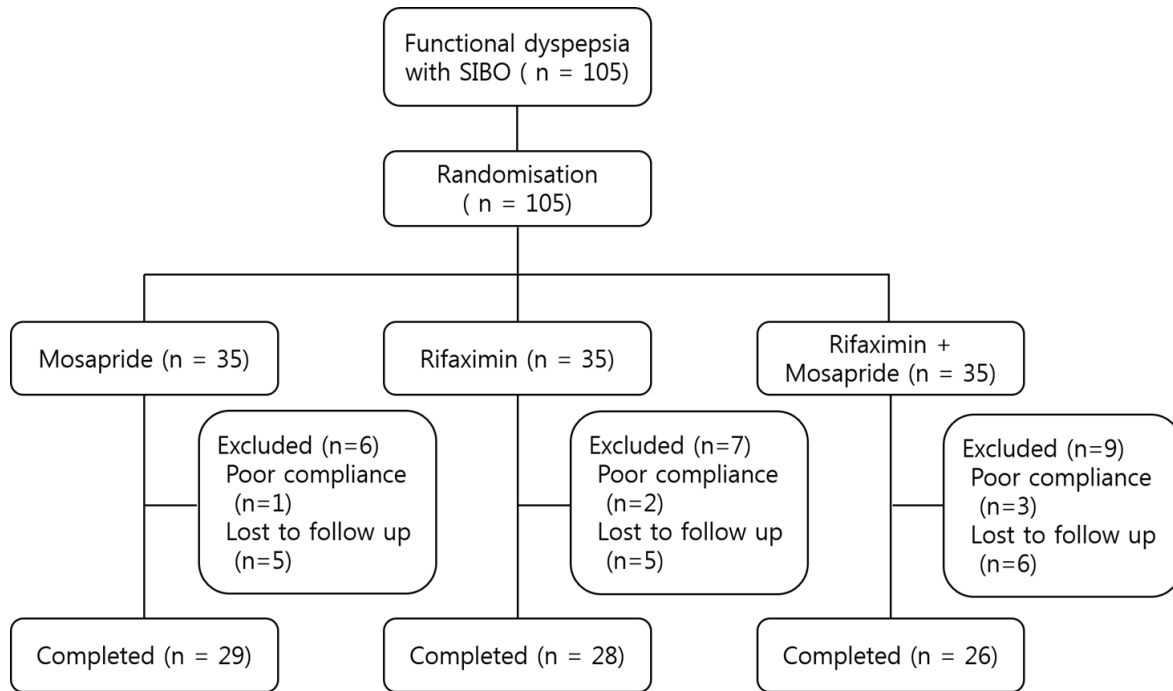 Functional dyspepsia
with SIBO ( n = 105)
Randomisation
( n = 105)
Mosapride (n = 35)
Rifaximin (n = 35)
Rifaximin +
Mosapride (n = 35)
Excluded (n=6)
Poor compliance
(n=1)
Lost to follow up
(n=5)
Excluded (n=7)
Poor compliance
(n=2)
Lost to follow up
(n=5)
Excluded (n=9)
Poor compliance
(n=3)
Lost to follow up
(n=6)
Completed (n = 29)
Completed (n = 28)
Completed (n = 26)